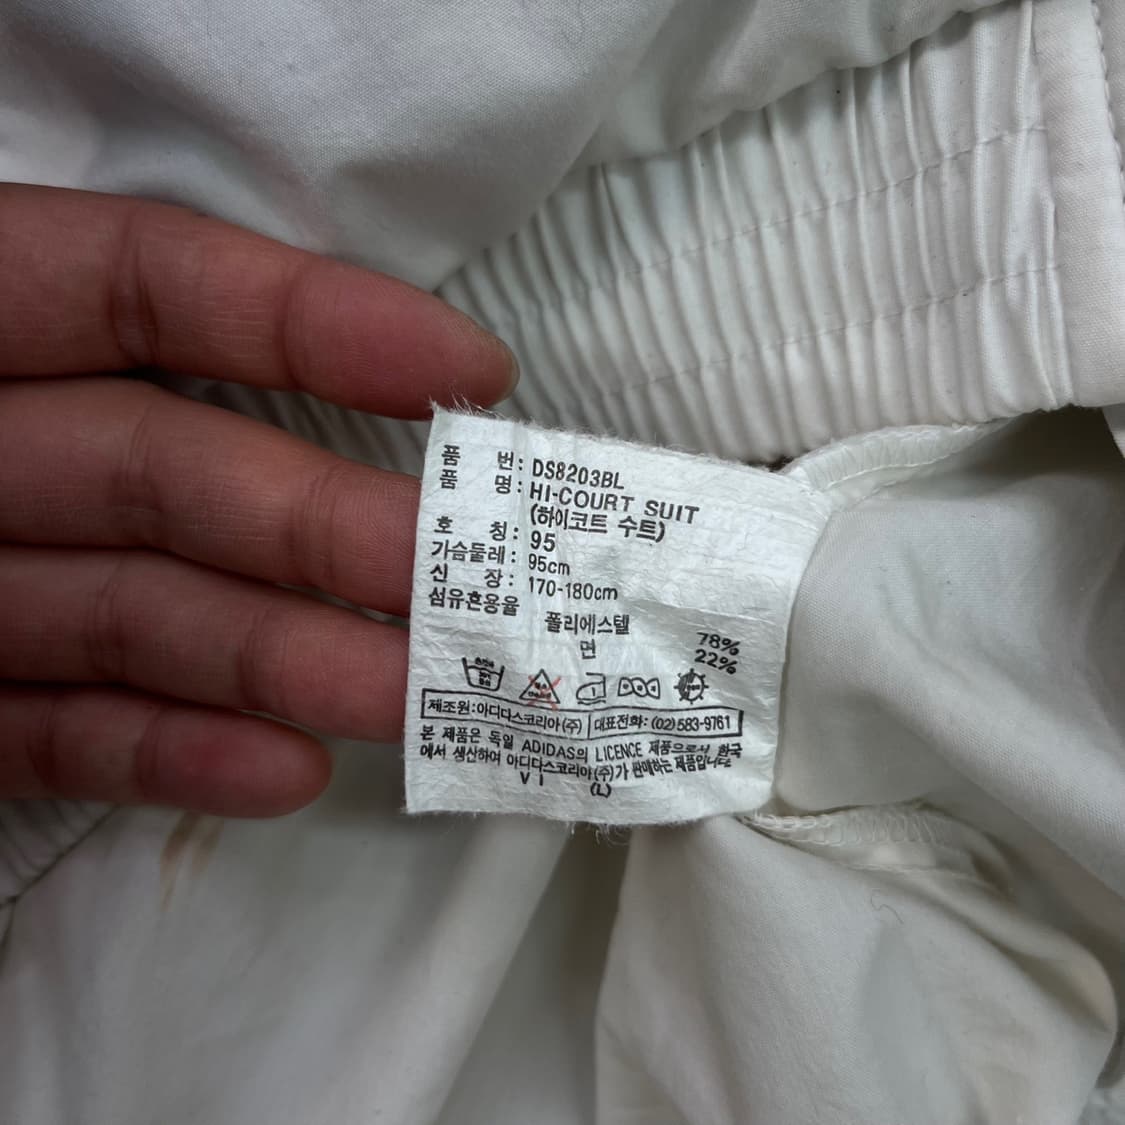 품 번: DS8203BL
품 명: HI-COURT SUIT
(하이코트 수트)
호 칭: 95
가슴둘레: 95cm
신 장: 170-180cm
섬유혼용율
폴리에스텔 78%
면 22%
제조원:아디다스코리아(주) 대표전화: (02)583-9761
본 제품은 독일 ADIDAS의 LICENCE 제품으로서 한국
에서 생산하여 아디다스코리아(주)가 판매하는 제품입니다
V I (L)